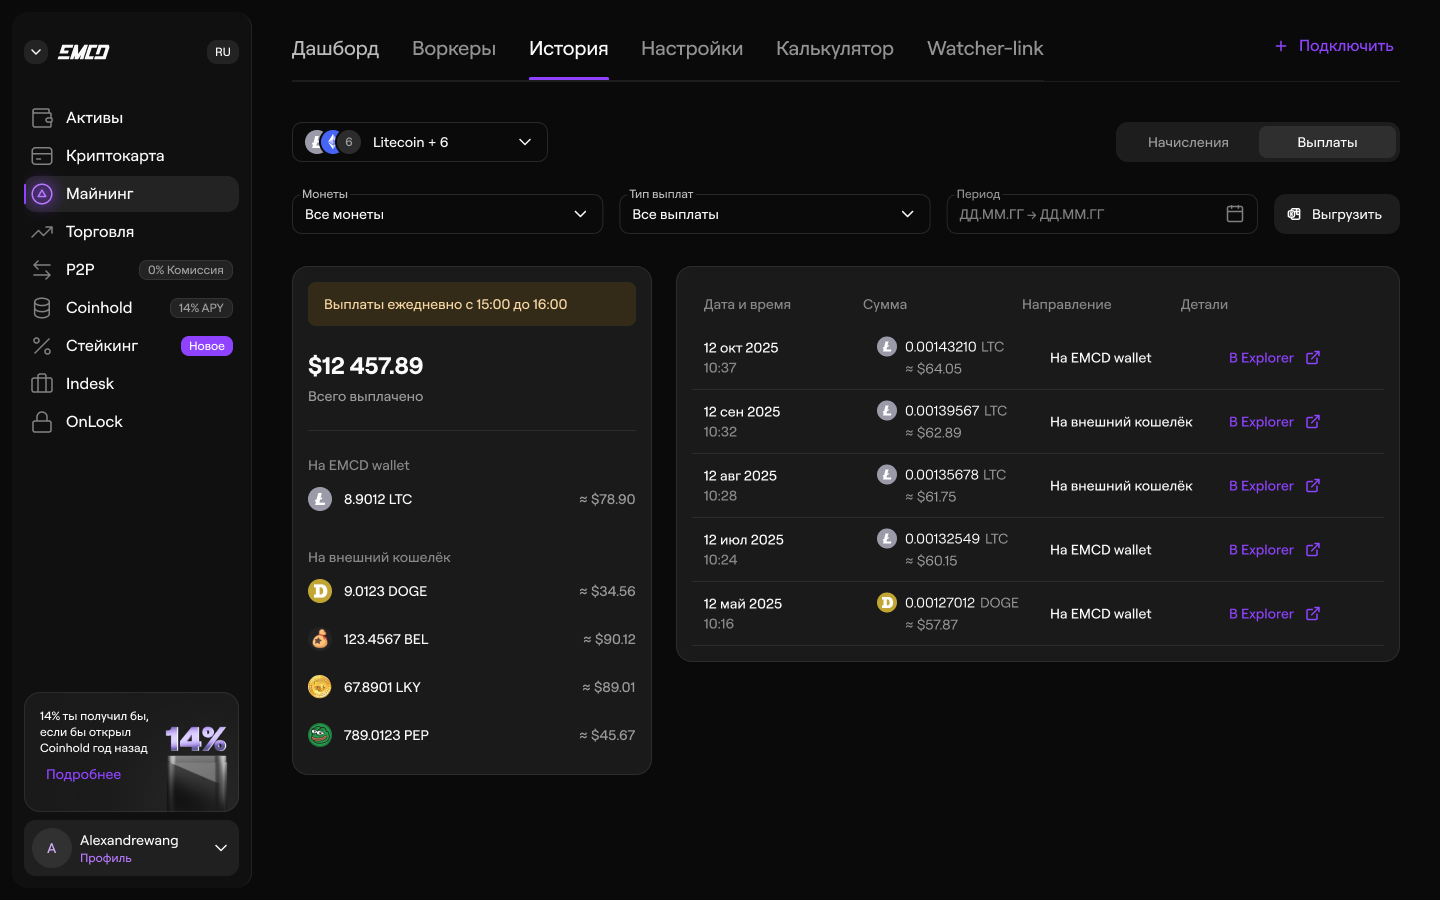 EMCD
RU
Активы
Криптокарта
Майнинг
Торговля
P2P
0% Комиссия
Coinhold
14% APY
Стейкинг
Новое
Indesk
OnLock
14% ты получил бы,
если бы открыл
Coinhold год назад
Подробнее
14%
A
Alexandrewang
Профиль
Дашборд
Воркеры
История
Настройки
Калькулятор
Watcher-link
+ Подключить
6
Litecoin + 6
Начисления
Выплаты
Монеты
Все монеты
Тип выплат
Все выплаты
Период
ДД.ММ.ГГ → ДД.ММ.ГГ
Выгрузить
Выплаты ежедневно с 15:00 до 16:00
$12 457.89
Всего выплачено
На EMCD wallet
8.9012 LTC
≈ $78.90
На внешний кошелёк
9.0123 DOGE
≈ $34.56
123.4567 BEL
≈ $90.12
67.8901 LKY
≈ $89.01
789.0123 PEP
≈ $45.67
Дата и время
Сумма
Направление
Детали
12 окт 2025
10:37
0.00143210 LTC
≈ $64.05
На EMCD wallet
В Explorer
12 сен 2025
10:32
0.00139567 LTC
≈ $62.89
На внешний кошелёк
В Explorer
12 авг 2025
10:28
0.00135678 LTC
≈ $61.75
На внешний кошелёк
В Explorer
12 июл 2025
10:24
0.00132549 LTC
≈ $60.15
На EMCD wallet
В Explorer
12 май 2025
10:16
0.00127012 DOGE
≈ $57.87
На EMCD wallet
В Explorer